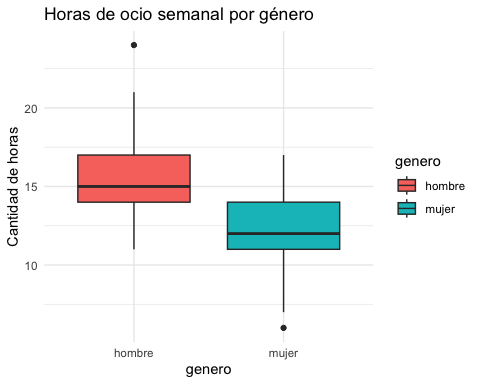 Horas de ocio semanal por género
Cantidad de horas
20
15
10
hombre
mujer
genero
genero
hombre
mujer